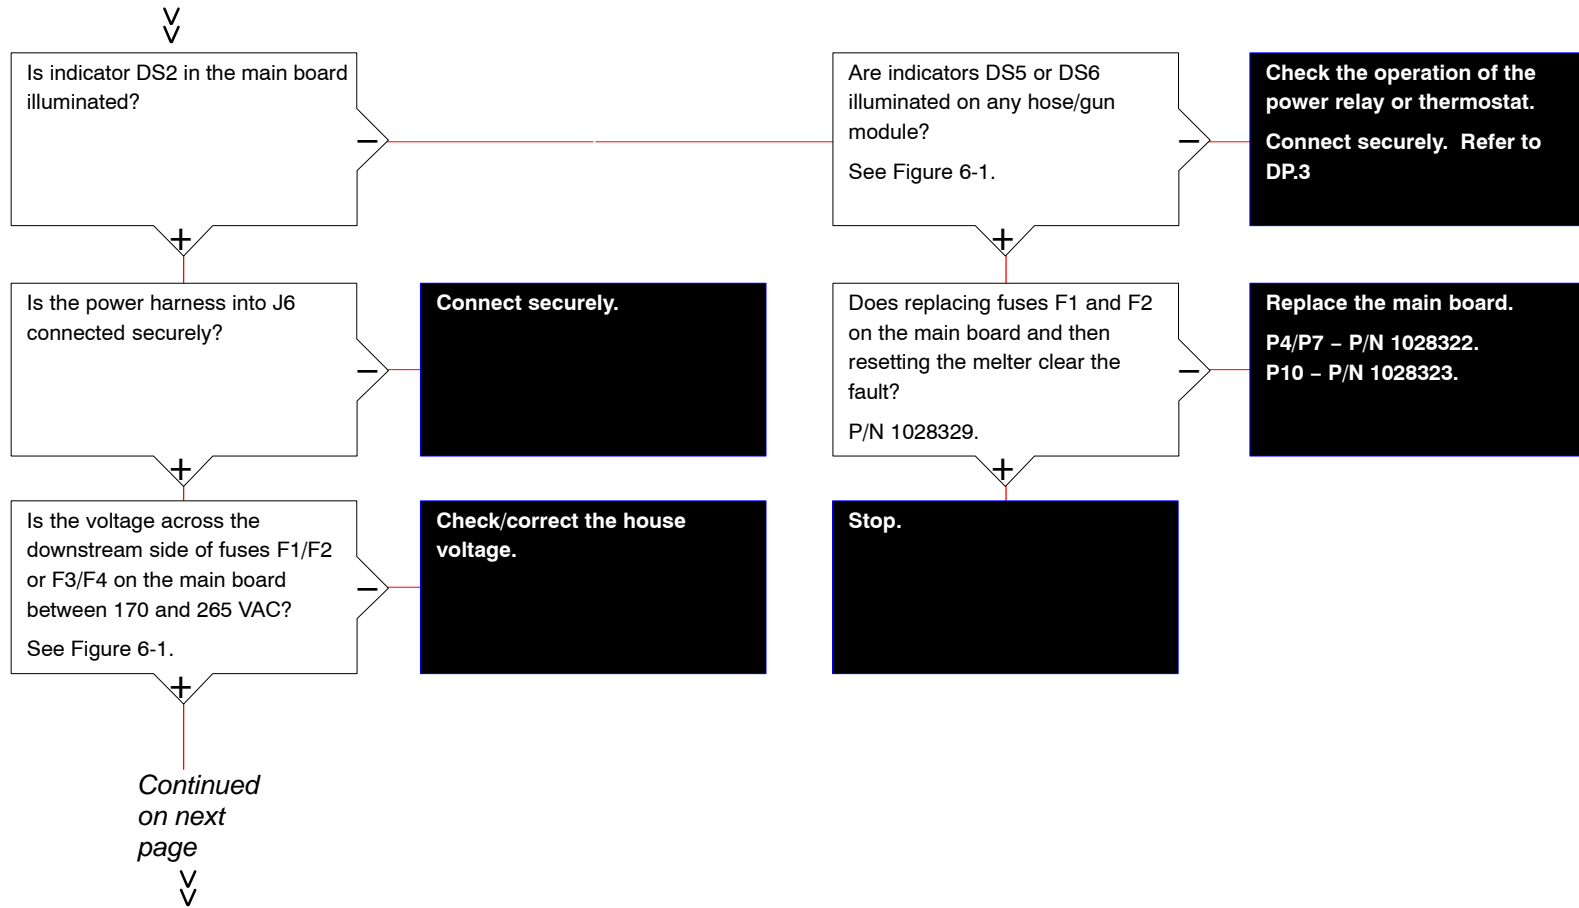 Is indicator DS2 in the main board
illuminated?
–
+
Are indicators DS5 or DS6
illuminated on any hose/gun
module?
See Figure 6-1.
–
+
Check the operation of the
power relay or thermostat.
Connect securely. Refer to
DP.3
Is the power harness into J6
connected securely?
–
+
Connect securely.
Does replacing fuses F1 and F2
on the main board and then
resetting the melter clear the
fault?
P/N 1028329.
–
+
Replace the main board.
P4/P7 – P/N 1028322.
P10 – P/N 1028323.
Is the voltage across the
downstream side of fuses F1/F2
or F3/F4 on the main board
between 170 and 265 VAC?
See Figure 6-1.
–
+
Check/correct the house
voltage.
Stop.
Continued
on next
page